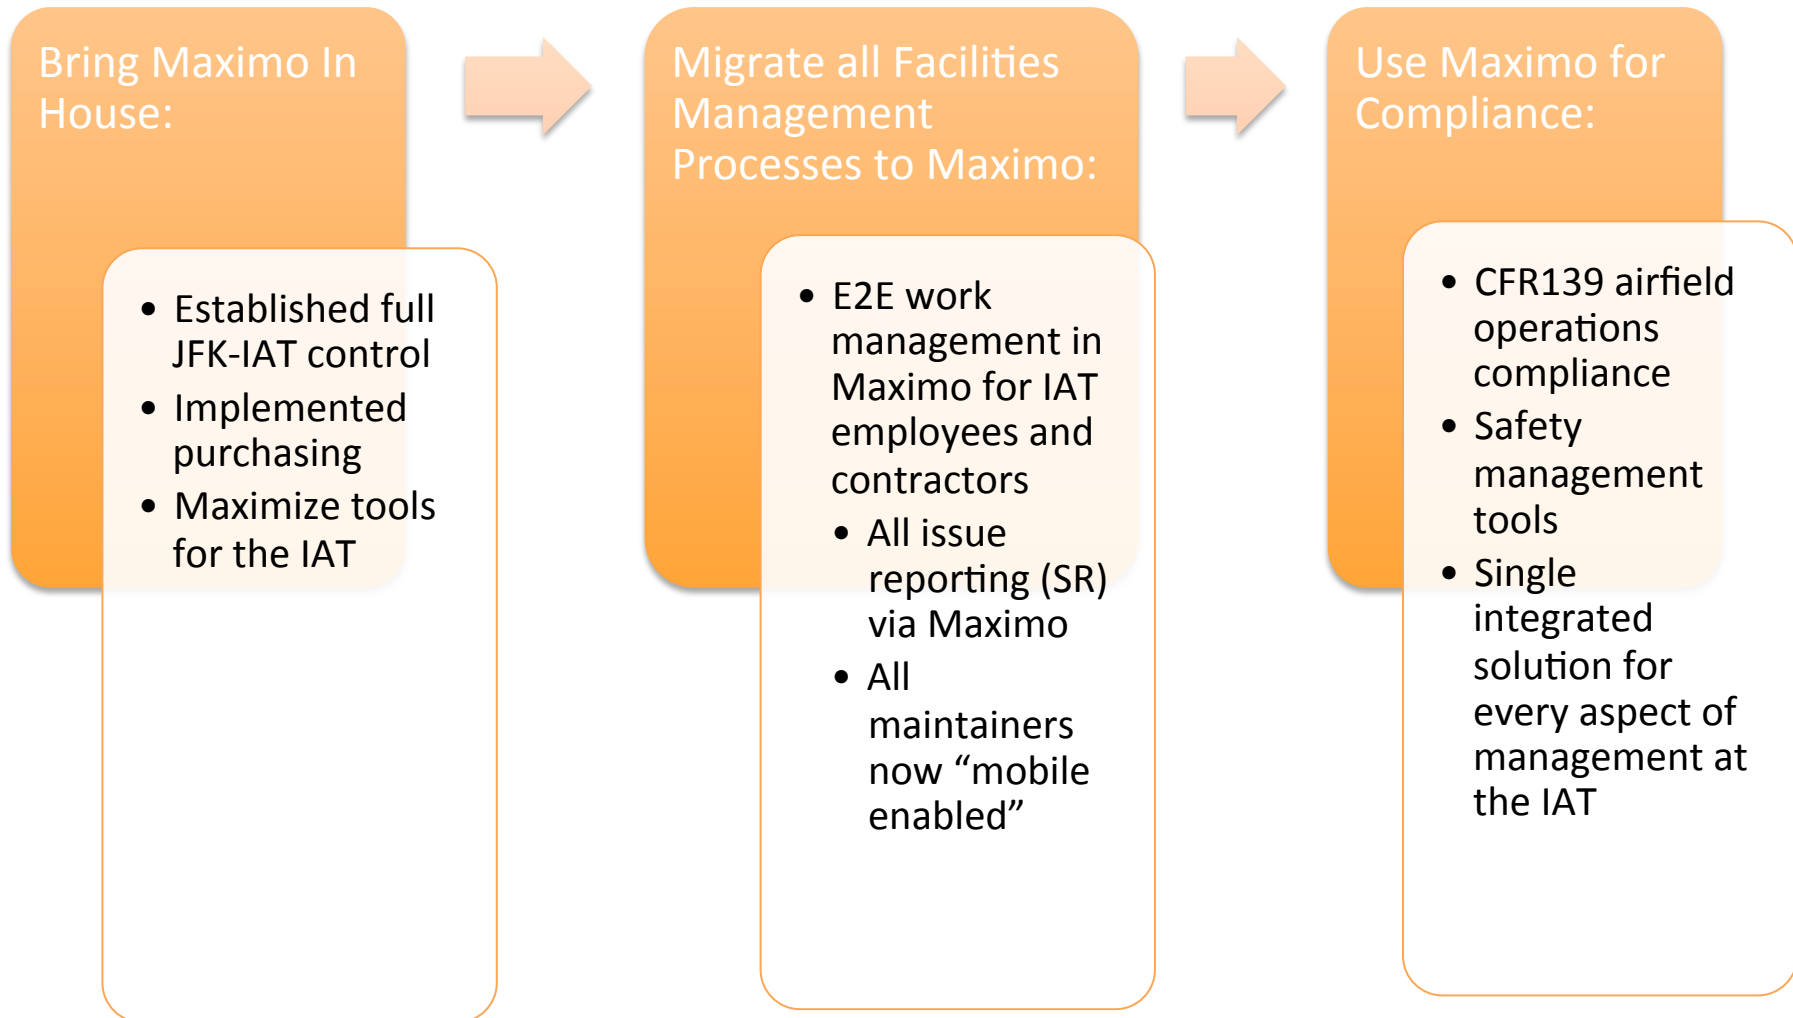 Bring Maximo In
House:
• Established full
JFK-IAT control
• Implemented
purchasing
• Maximize tools
for the IAT
Migrate all Facilities
Management
Processes to Maximo:
• E2E work
management in
Maximo for IAT
employees and
contractors
• All issue
reporting (SR)
via Maximo
• All
maintainers
now “mobile
enabled”
Use Maximo for
Compliance:
• CFR139 airfield
operations
compliance
• Safety
management
tools
• Single
integrated
solution for
every aspect of
management at
the IAT